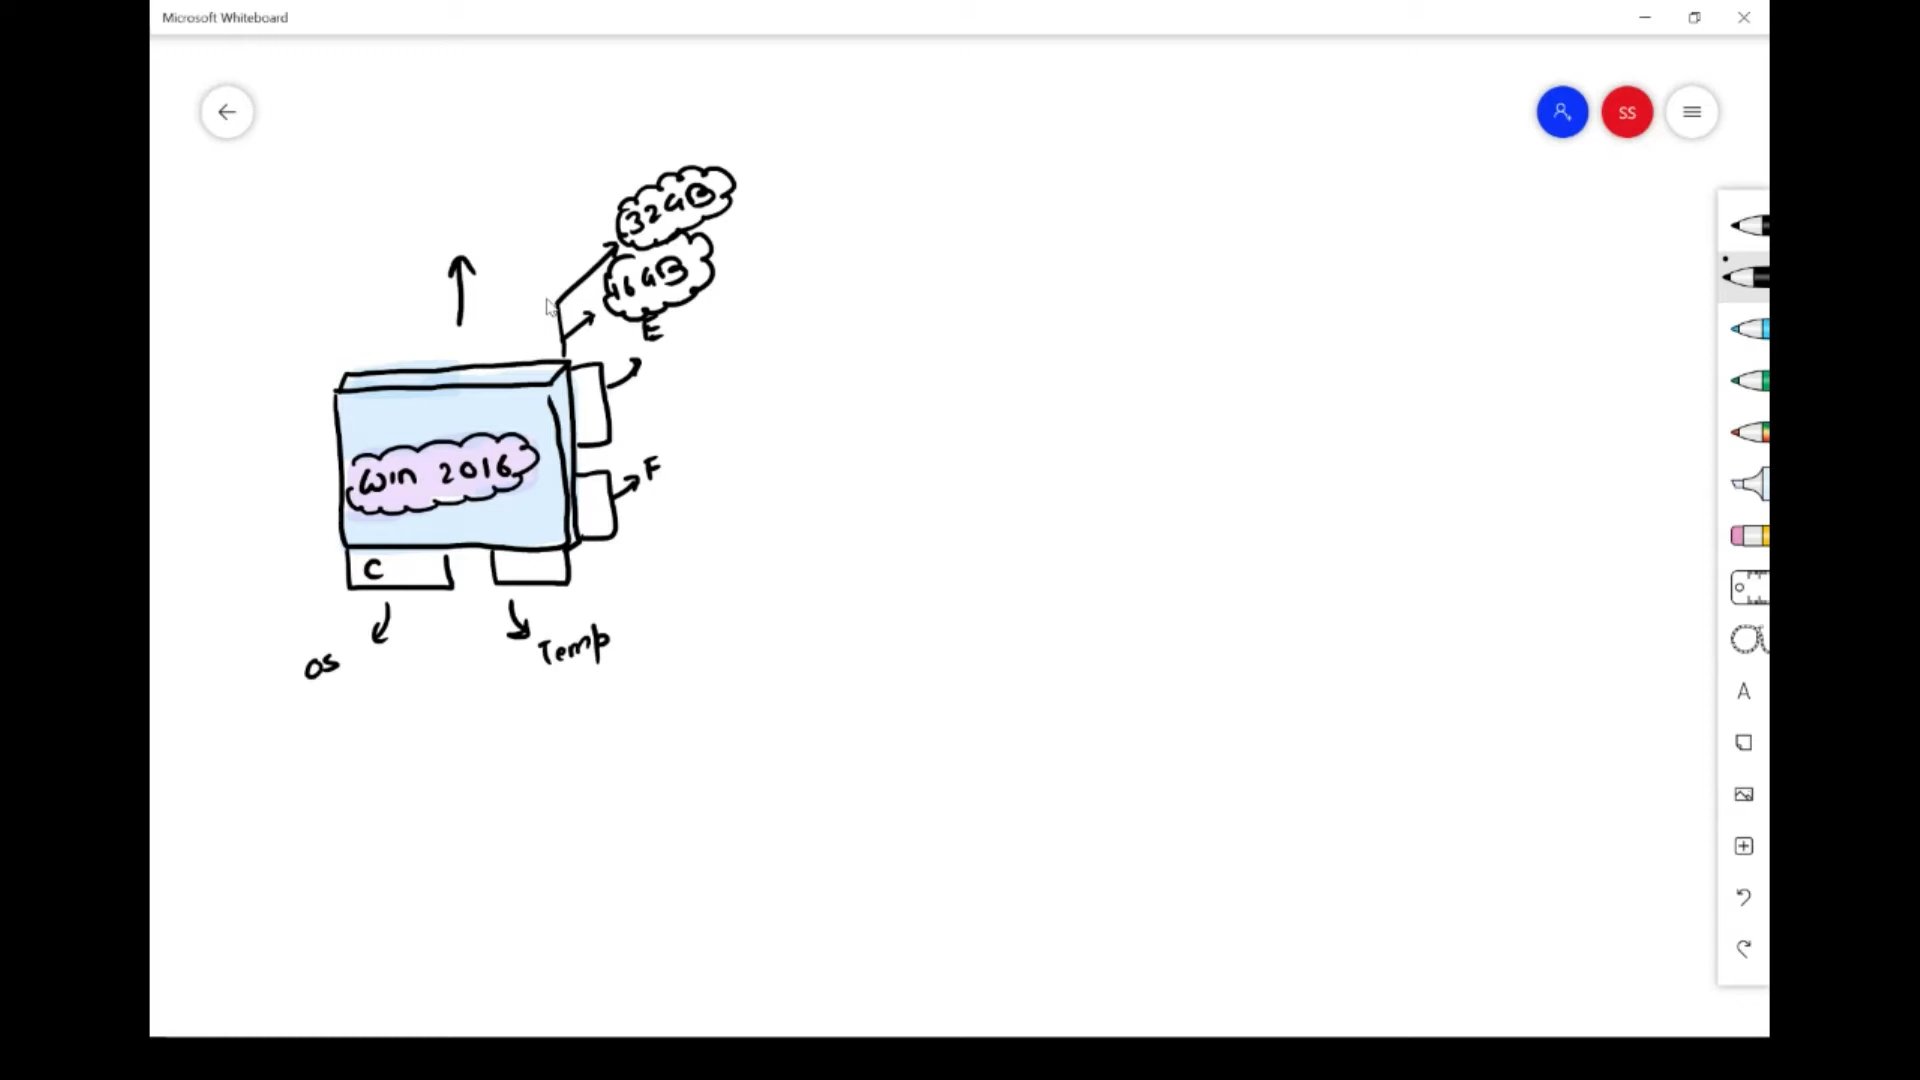 Microsoft Whiteboard
SS
32GB
16GB
E
Win 2016
F
C
OS
Temp
A